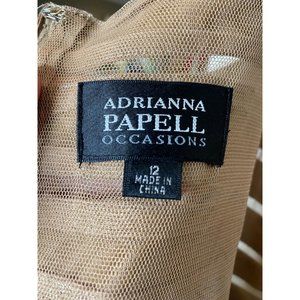 ADRIANNA
PAPELL
OCCASIONS
12
MADE IN
CHINA